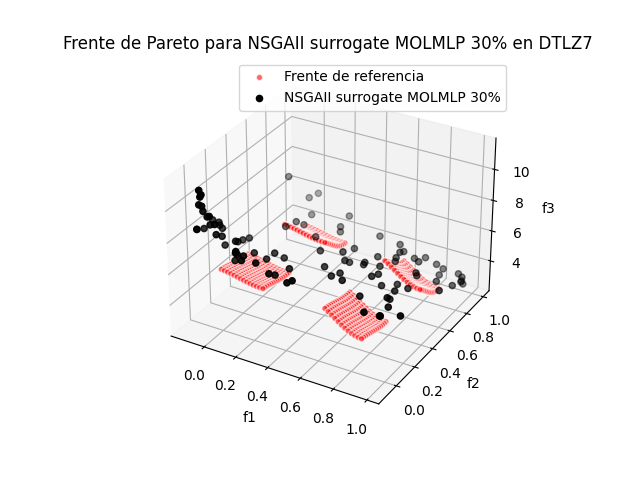 Frente de Pareto para NSGAII surrogate MOLMLP 30% en DTLZ7
Frente de referencia
NSGAII surrogate MOLMLP 30%
10
8
6
4
f3
0.0
0.2
0.4
0.6
0.8
1.0
f1
0.0
0.2
0.4
0.6
0.8
1.0
f2